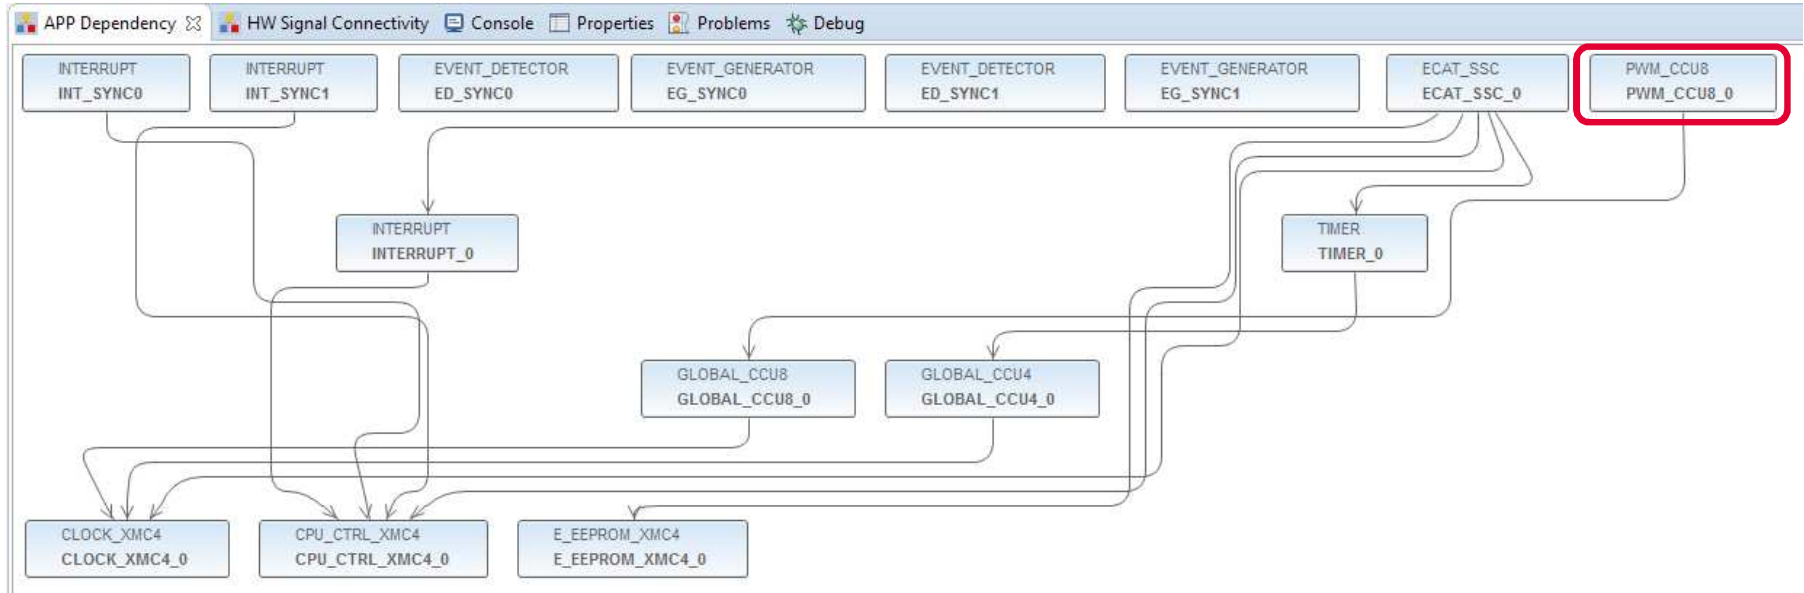 APP Dependency HW Signal Connectivity Console Properties Problems Debug
INTERRUPT
INT_SYNC0
INTERRUPT
INT_SYNC1
EVENT_DETECTOR
ED_SYNC0
EVENT_GENERATOR
EG_SYNC0
EVENT_DETECTOR
ED_SYNC1
EVENT_GENERATOR
EG_SYNC1
ECAT_SSC
ECAT_SSC_0
PWM_CCU8
PWM_CCU8_0
INTERRUPT
INTERRUPT_0
TIMER
TIMER_0
GLOBAL_CCU8
GLOBAL_CCU8_0
GLOBAL_CCU4
GLOBAL_CCU4_0
CLOCK_XMC4
CLOCK_XMC4_0
CPU_CTRL_XMC4
CPU_CTRL_XMC4_0
E_EEPROM_XMC4
E_EEPROM_XMC4_0